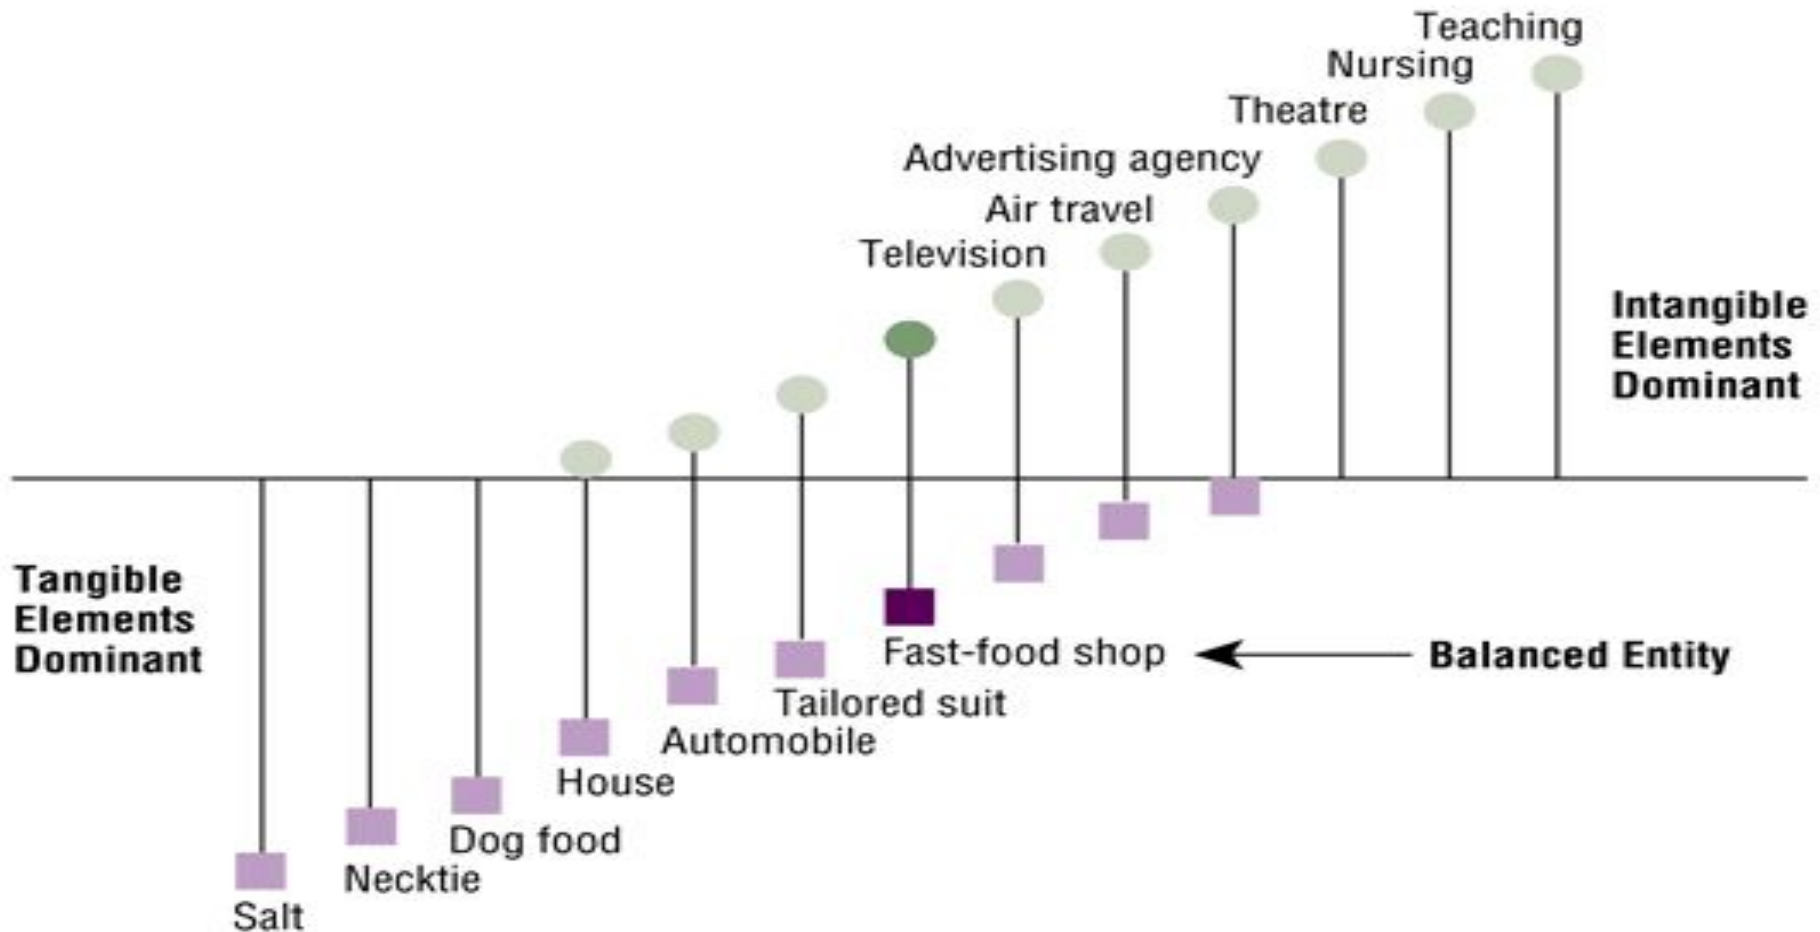 Teaching
Nursing
Theatre
Advertising agency
Air travel
Television
Intangible
Elements
Dominant
Tangible
Elements
Dominant
Fast-food shop
Balanced Entity
Tailored suit
Automobile
House
Dog food
Necktie
Salt